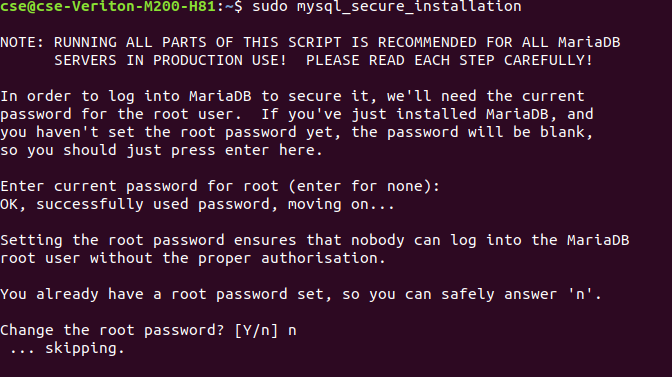 cse@cse-Veriton-M200-H81:~$ sudo mysql_secure_installation
NOTE: RUNNING ALL PARTS OF THIS SCRIPT IS RECOMMENDED FOR ALL MariaDB
SERVERS IN PRODUCTION USE!  PLEASE READ EACH STEP CAREFULLY!
In order to log into MariaDB to secure it, we'll need the current
password for the root user.  If you've just installed MariaDB, and
you haven't set the root password yet, the password will be blank,
so you should just press enter here.
Enter current password for root (enter for none):
OK, successfully used password, moving on...
Setting the root password ensures that nobody can log into the MariaDB
root user without the proper authorisation.
You already have a root password set, so you can safely answer 'n'.
Change the root password? [Y/n] n
... skipping.